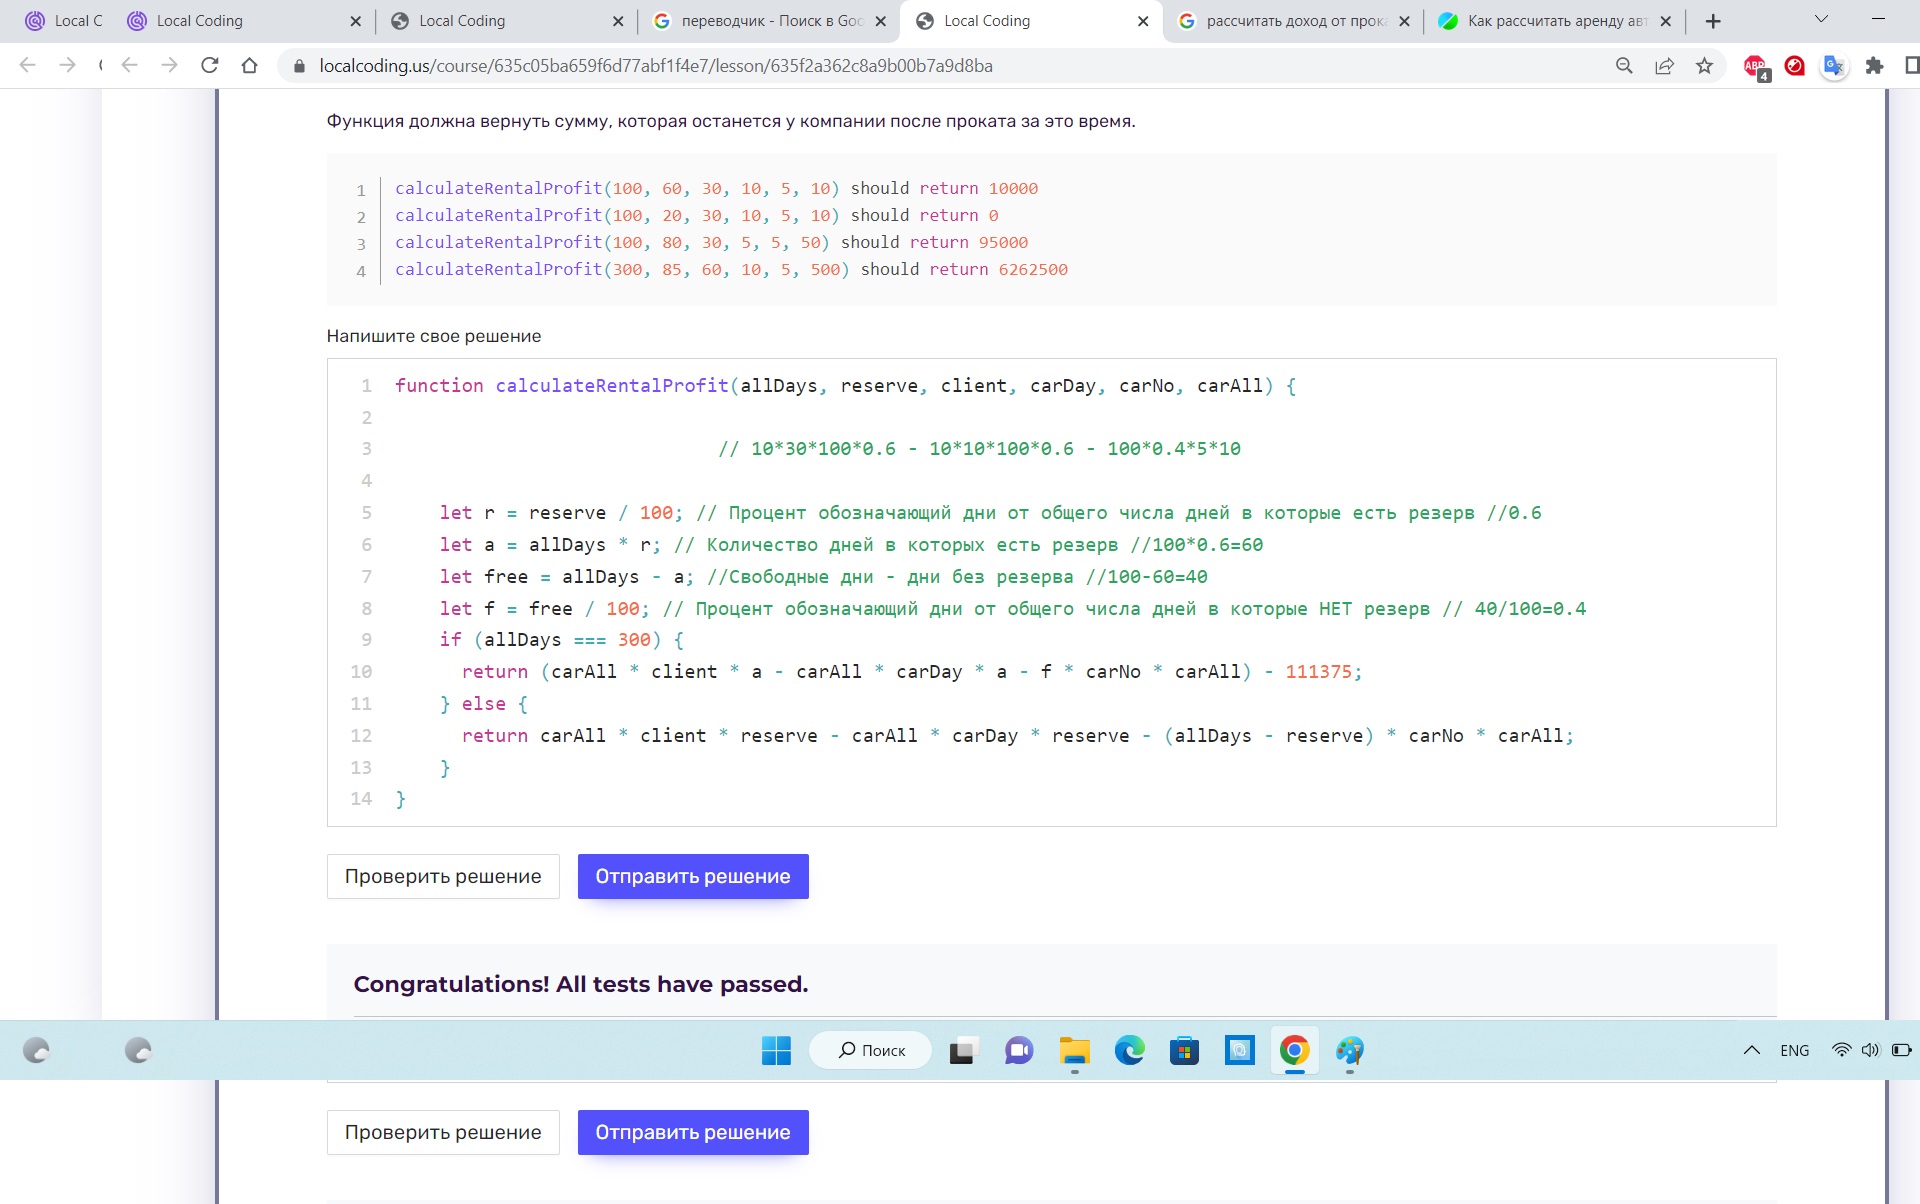 Local C
Local Coding
Local Coding
переводчик - Поиск в Goo
Local Coding
рассчитать доход от прока
Как рассчитать аренду авт
localcoding.us/course/635c05ba659f6d77abf1f4e7/lesson/635f2a362c8a9b00b7a9d8ba
ABP
4
Функция должна вернуть сумму, которая останется у компании после проката за это время.
1 calculateRentalProfit(100, 60, 30, 10, 5, 10) should return 10000
2 calculateRentalProfit(100, 20, 30, 10, 5, 10) should return 0
3 calculateRentalProfit(100, 80, 30, 5, 5, 50) should return 95000
4 calculateRentalProfit(300, 85, 60, 10, 5, 500) should return 6262500
Напишите свое решение
1 function calculateRentalProfit(allDays, reserve, client, carDay, carNo, carAll) {
2
3 // 10*30*100*0.6 - 10*10*100*0.6 - 100*0.4*5*10
4
5 let r = reserve / 100; // Процент обозначающий дни от общего числа дней в которые есть резерв //0.6
6 let a = allDays * r; // Количество дней в которых есть резерв //100*0.6=60
7 let free = allDays - a; //Свободные дни - дни без резерва //100-60=40
8 let f = free / 100; // Процент обозначающий дни от общего числа дней в которые НЕТ резерв // 40/100=0.4
9 if (allDays === 300) {
10 return (carAll * client * a - carAll * carDay * a - f * carNo * carAll) - 111375;
11 } else {
12 return carAll * client * reserve - carAll * carDay * reserve - (allDays - reserve) * carNo * carAll;
13 }
14 }
Проверить решение
Отправить решение
Congratulations! All tests have passed.
Поиск
ENG
Проверить решение
Отправить решение